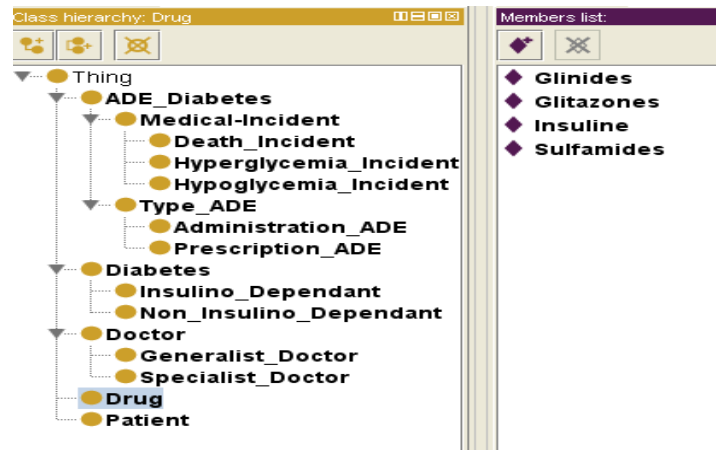 Class hierarchy: Drug
Thing
ADE_Diabetes
Medical-Incident
Death_Incident
Hyperglycemia_Incident
Hypoglycemia_Incident
Type_ADE
Administration_ADE
Prescription_ADE
Diabetes
Insulino_Dependant
Non_Insulino_Dependant
Doctor
Generalist_Doctor
Specialist_Doctor
Drug
Patient
Members list:
Glinides
Glitazones
Insuline
Sulfamides